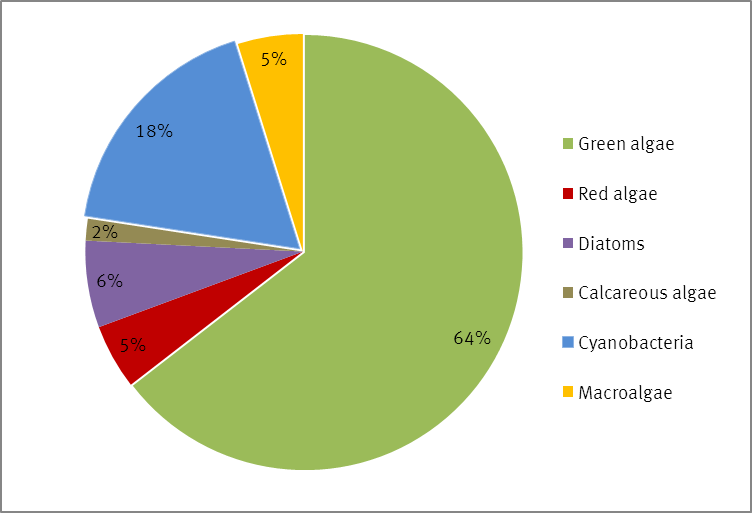 5%
18%
2%
6%
5%
64%
Green algae
Red algae
Diatoms
Calcareous algae
Cyanobacteria
Macroalgae